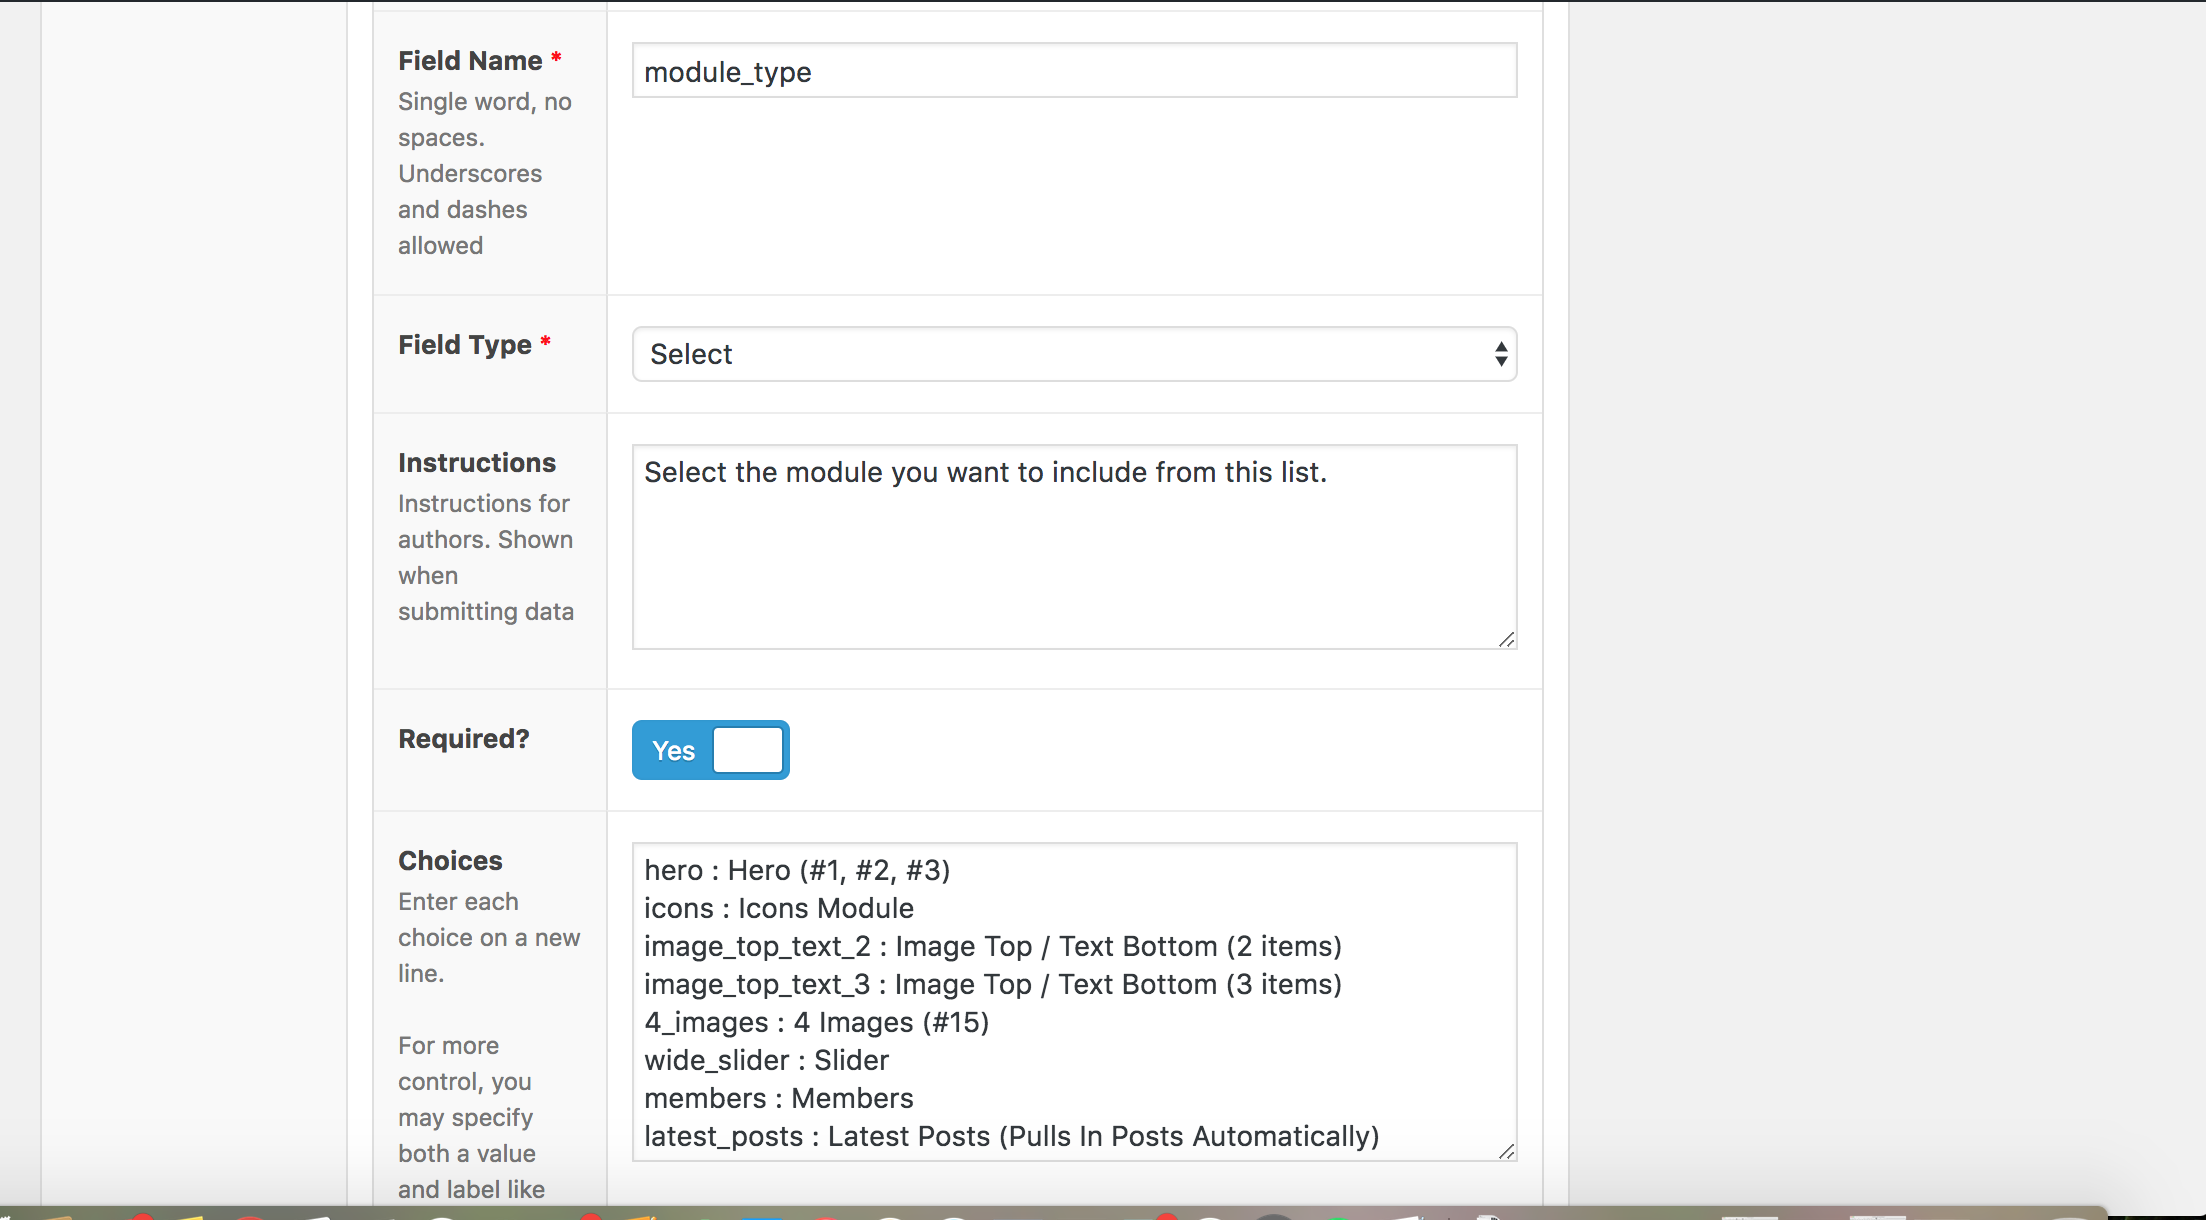 Field Name *
Single word, no
spaces.
Underscores
and dashes
allowed
module_type
Field Type *
Select
Instructions
Instructions for
authors. Shown
when
submitting data
Select the module you want to include from this list.
Required?
Yes
Choices
Enter each
choice on a new
line.
For more
control, you
may specify
both a value
and label like
hero : Hero (#1, #2, #3)
icons : Icons Module
image_top_text_2 : Image Top / Text Bottom (2 items)
image_top_text_3 : Image Top / Text Bottom (3 items)
4_images : 4 Images (#15)
wide_slider : Slider
members : Members
latest_posts : Latest Posts (Pulls In Posts Automatically)